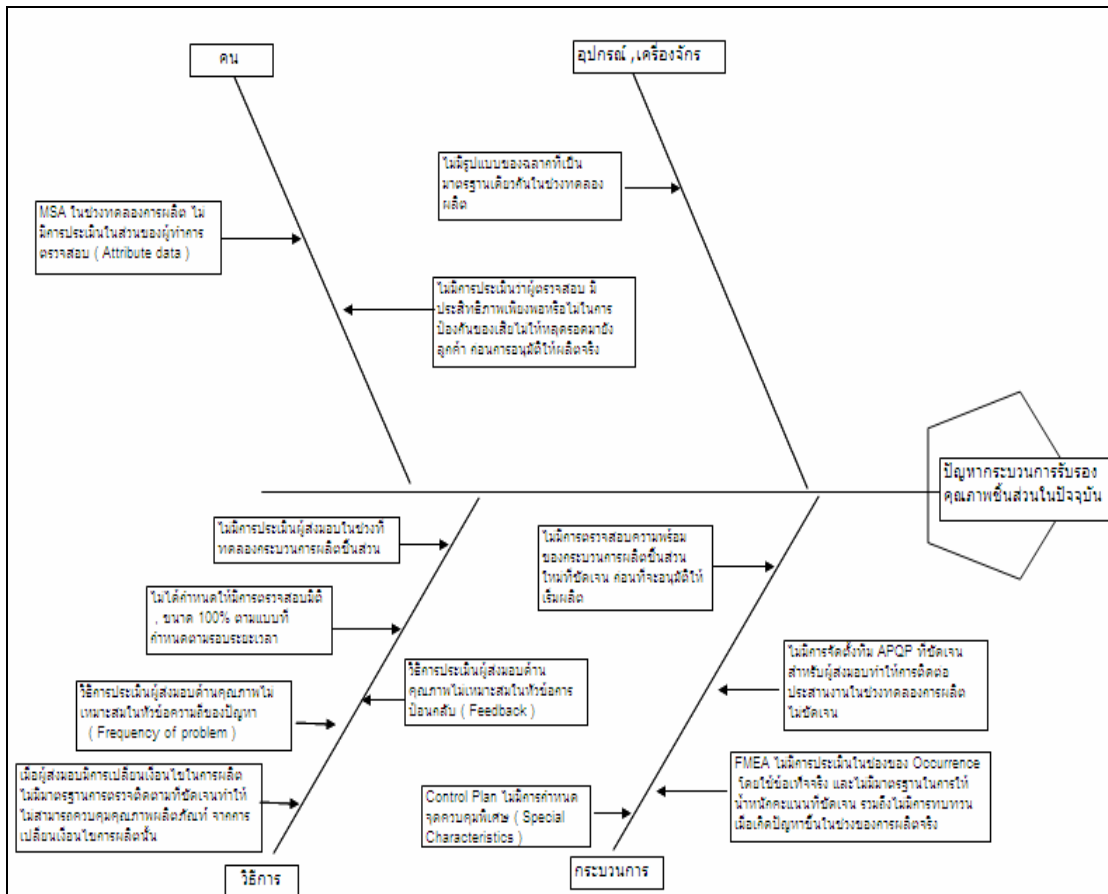 คน
อุปกรณ์ ,เครื่องจักร
ไม่มีรูปแบบของฉลากที่เป็น
มาตรฐานเดียวกันในช่วงทดลอง
ผลิต
MSA ในช่วงทดลองการผลิต ไม่
มีการประเมินในส่วนของผู้ทำการ
ตรวจสอบ ( Attribute data )
ไม่มีการประเมินว่าผู้ตรวจสอบ มี
ประสิทธิภาพเพียงพอหรือไม่ในการ
ป้องกันของเสียไม่ให้หลุดรอดมายัง
ลูกค้า ก่อนการอนุมัติให้ผลิตจริง
ปัญหากระบวนการรับรอง
คุณภาพชิ้นส่วนในปัจจุบัน
ไม่มีการประเมินผู้ส่งมอบในช่วงที่
ทดลองกระบวนการผลิตชิ้นส่วน
ไม่มีการตรวจสอบความพร้อม
ของกระบวนการผลิตชิ้นส่วน
ใหม่ที่ชัดเจน ก่อนที่จะอนุมัติให้
เริ่มผลิต
ไม่ได้กำหนดให้มีการตรวจสอบมิติ
, ขนาด 100% ตามแบบที่
กำหนดตามรอบระยะเวลา
วิธีการประเมินผู้ส่งมอบด้าน
คุณภาพไม่เหมาะสมในหัวข้อการ
ป้อนกลับ ( Feedback )
ไม่มีการจัดตั้งทีม APQP ที่ชัดเจน
สำหรับผู้ส่งมอบทำให้การติดต่อ
ประสานงานในช่วงทดลองการผลิต
ไม่ชัดเจน
วิธีการประเมินผู้ส่งมอบด้านคุณภาพไม่
เหมาะสมในหัวข้อความถี่ของปัญหา
( Frequency of problem )
เมื่อผู้ส่งมอบมีการเปลี่ยนเงื่อนไขในการผลิต
ไม่มีมาตรฐานการตรวจติดตามที่ชัดเจนทำให้
ไม่สามารถควบคุมคุณภาพผลิตภัณฑ์ จากการ
เปลี่ยนเงื่อนไขการผลิตนั้น
Control Plan ไม่มีการกำหนด
จุดควบคุมพิเศษ ( Special
Characteristics )
FMEA ไม่มีการประเมินในช่องของ Occurrence
โดยใช้ข้อเท็จจริง และไม่มีมาตรฐานในการให้
น้ำหนักคะแนนที่ชัดเจน รวมถึงไม่มีการทบทวน
เมื่อเกิดปัญหาขึ้นในช่วงของการผลิตจริง
วิธีการ
กระบวนการ